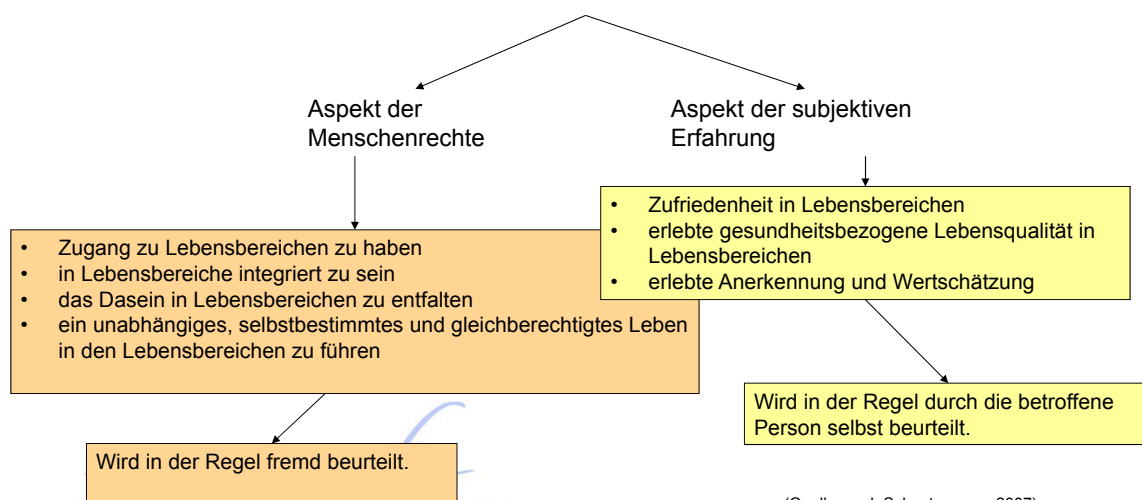 Aspekt der
Menschenrechte
Aspekt der subjektiven
Erfahrung
• Zugang zu Lebensbereichen zu haben
• in Lebensbereiche integriert zu sein
• das Dasein in Lebensbereichen zu entfalten
• ein unabhängiges, selbstbestimmtes und gleichberechtigtes Leben
in den Lebensbereichen zu führen
• Zufriedenheit in Lebensbereichen
• erlebte gesundheitsbezogene Lebensqualität in
Lebensbereichen
• erlebte Anerkennung und Wertschätzung
Wird in der Regel fremd beurteilt.
Wird in der Regel durch die betroffene
Person selbst beurteilt.